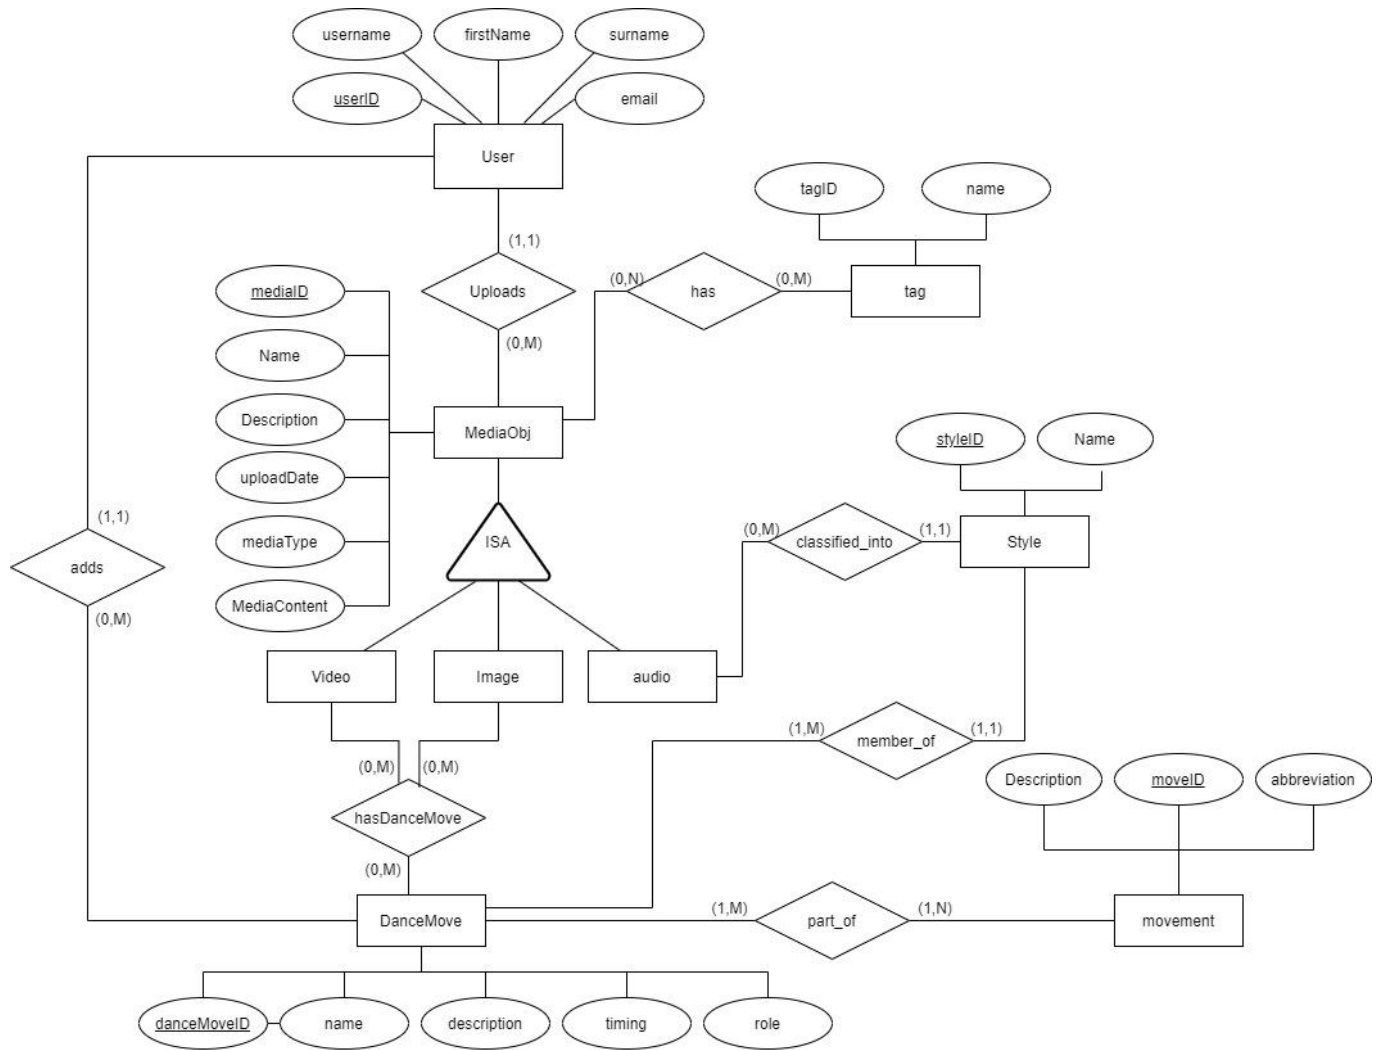 username
firstName
surname
userID
email
User
tagID
name
(1,1)
mediaID
Uploads
(0,N)
has
(0,M)
tag
(0,M)
Name
Description
MediaObj
styleID
Name
uploadDate
(1,1)
mediaType
ISA
(0,M)
classified_into
(1,1)
Style
adds
MediaContent
(0,M)
Video
Image
audio
(1,M)
member_of
(1,1)
(0,M)
(0,M)
Description
moveID
abbreviation
hasDanceMove
(0,M)
DanceMove
(1,M)
part_of
(1,N)
movement
danceMoveID
name
description
timing
role